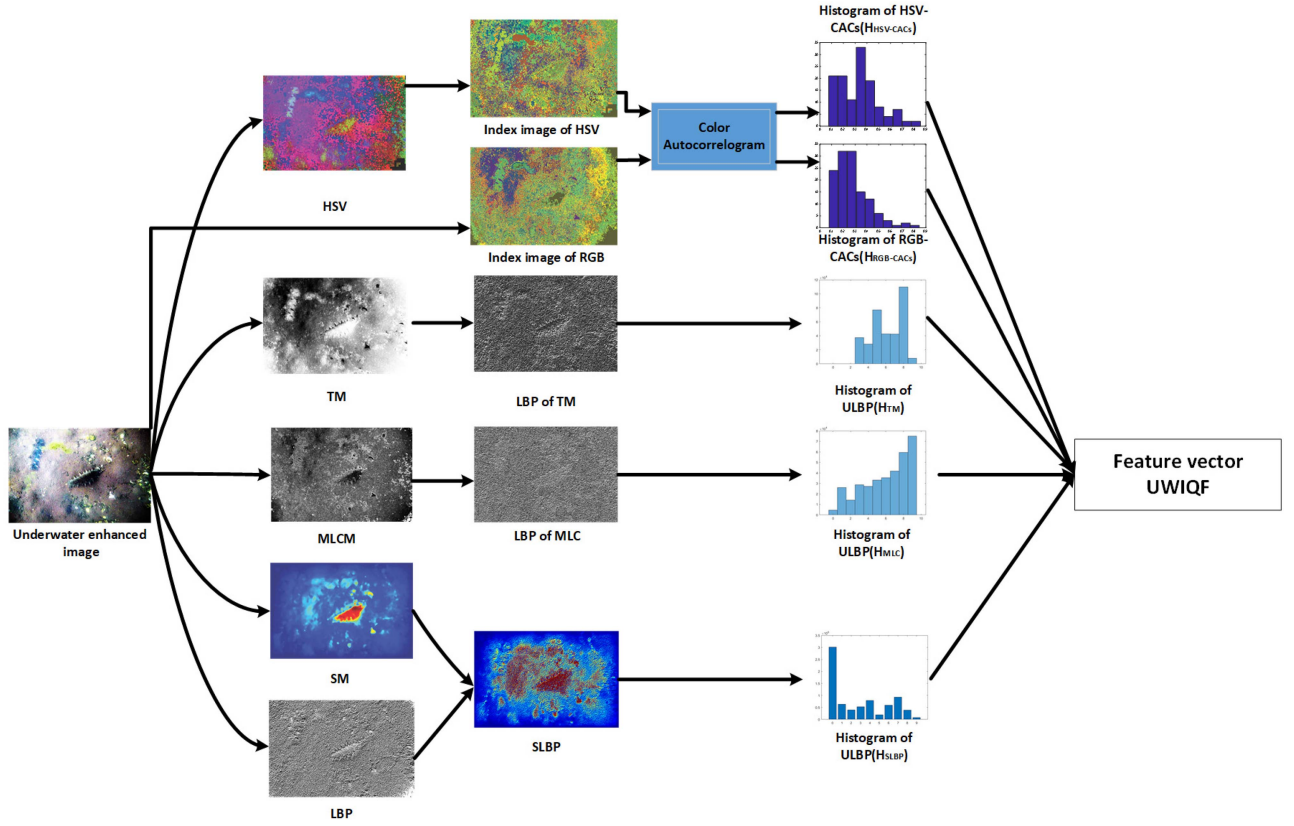 Histogram of HSV-
CACs(HHSV-CACs)
HSV
Index image of HSV
Color
Autocorrelogram
Index image of RGB
Histogram of RGB-
CACs(HRGB-CACs)
TM
LBP of TM
Histogram of
ULBP(HTM)
Underwater enhanced
image
MLCM
LBP of MLC
Histogram of
ULBP(HMLC)
Feature vector
UWIQF
SM
SLBP
Histogram of
ULBP(HSLBP)
LBP